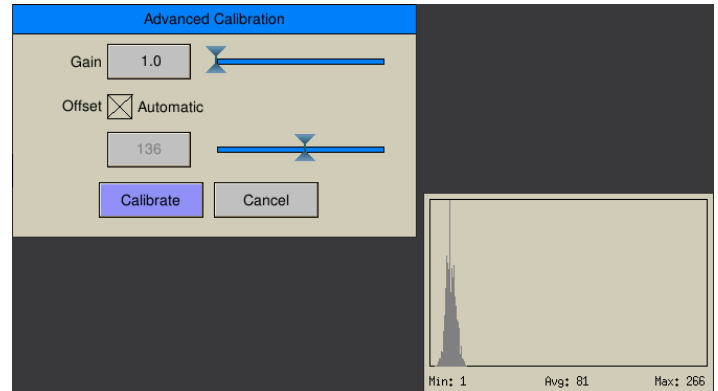 Advanced Calibration
Gain 1.0
Offset Automatic
136
Calibrate Cancel
Min: 1 Avg: 81 Max: 266